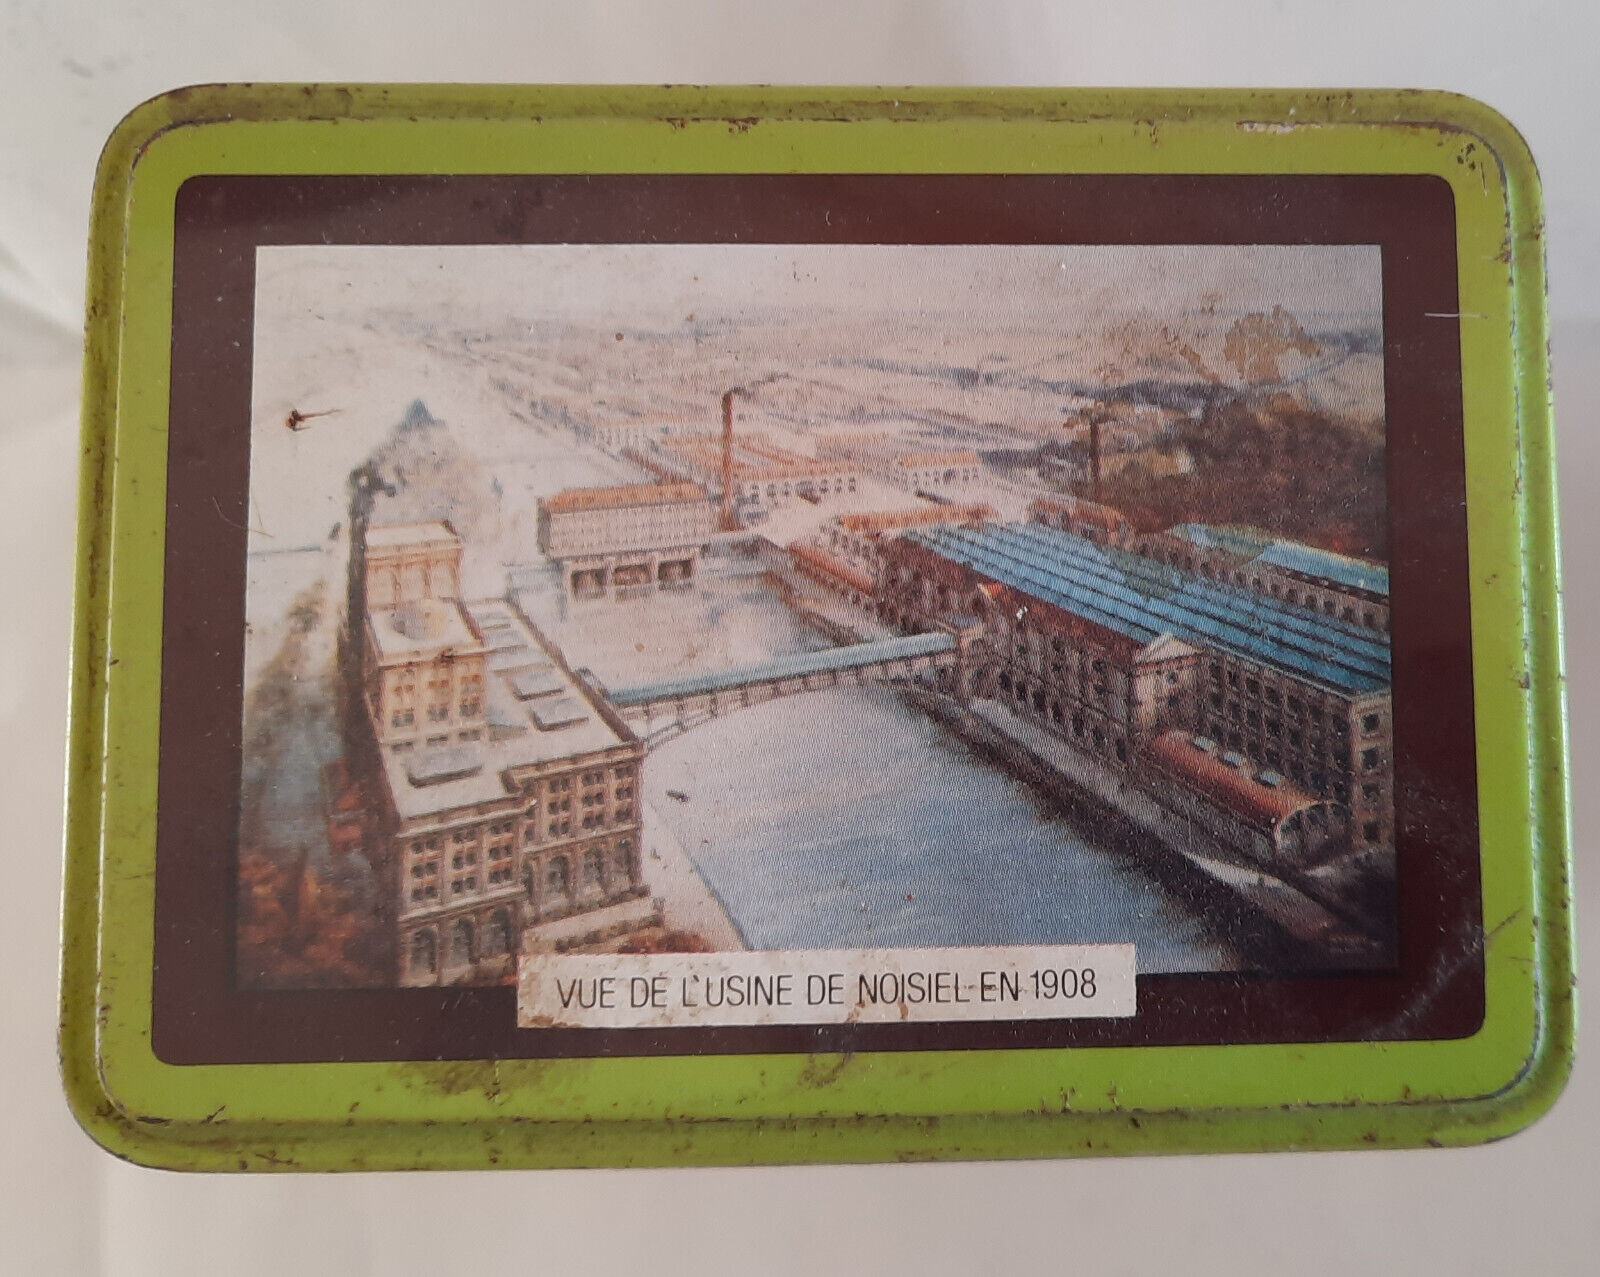 VUE DE L'USINE DE NOISIEL EN 1908